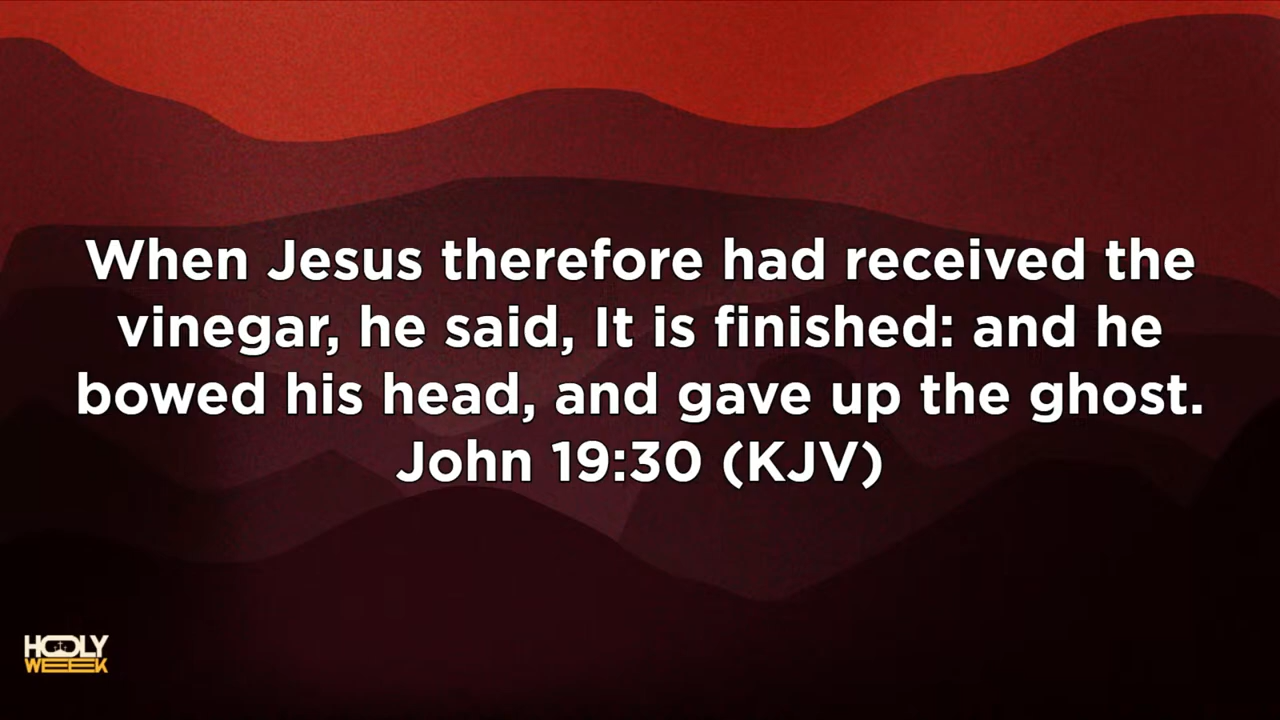 When Jesus therefore had received the
vinegar, he said, It is finished: and he
bowed his head, and gave up the ghost.
John 19:30 (KJV)
HOLY
WEEK